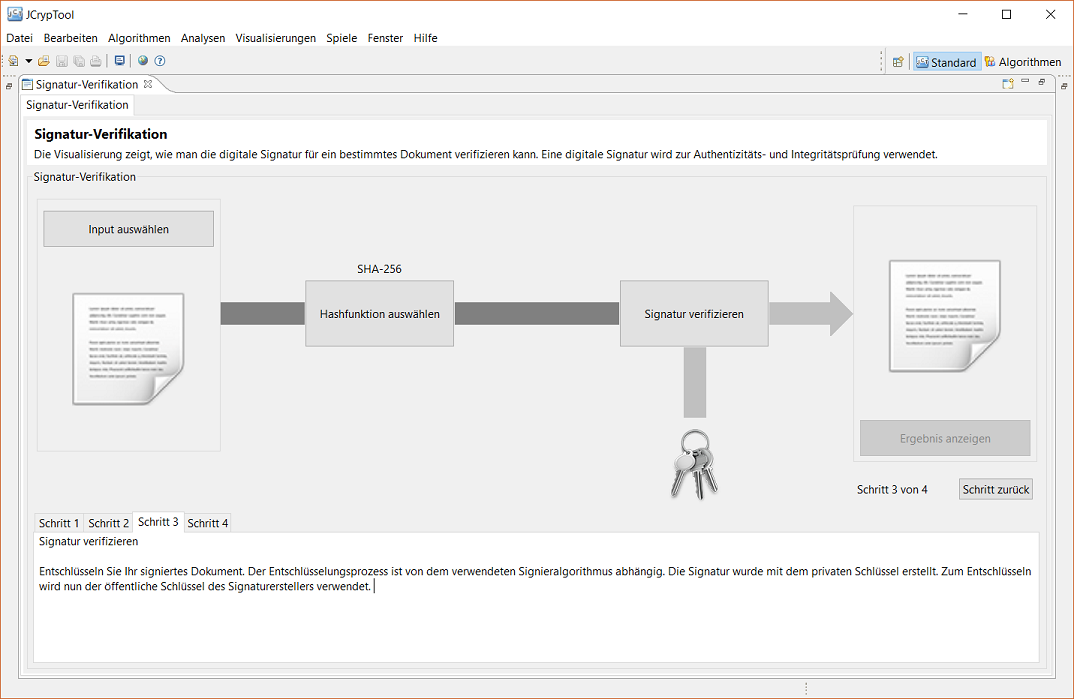 JCrypTool
Datei Bearbeiten Algorithmen Analysen Visualisierungen Spiele Fenster Hilfe
Standard Algorithmen
Signatur-Verifikation
Signatur-Verifikation
Signatur-Verifikation
Die Visualisierung zeigt, wie man die digitale Signatur für ein bestimmtes Dokument verifizieren kann. Eine digitale Signatur wird zur Authentizitäts- und Integritätsprüfung verwendet.
Signatur-Verifikation
Input auswählen
SHA-256
Hashfunktion auswählen
Signatur verifizieren
Ergebnis anzeigen
Schritt 3 von 4
Schritt zurück
Schritt 1 Schritt 2 Schritt 3 Schritt 4
Signatur verifizieren
Entschlüsseln Sie Ihr signiertes Dokument. Der Entschlüsselungsprozess ist von dem verwendeten Signieralgorithmus abhängig. Die Signatur wurde mit dem privaten Schlüssel erstellt. Zum Entschlüsseln
wird nun der öffentliche Schlüssel des Signaturerstellers verwendet.